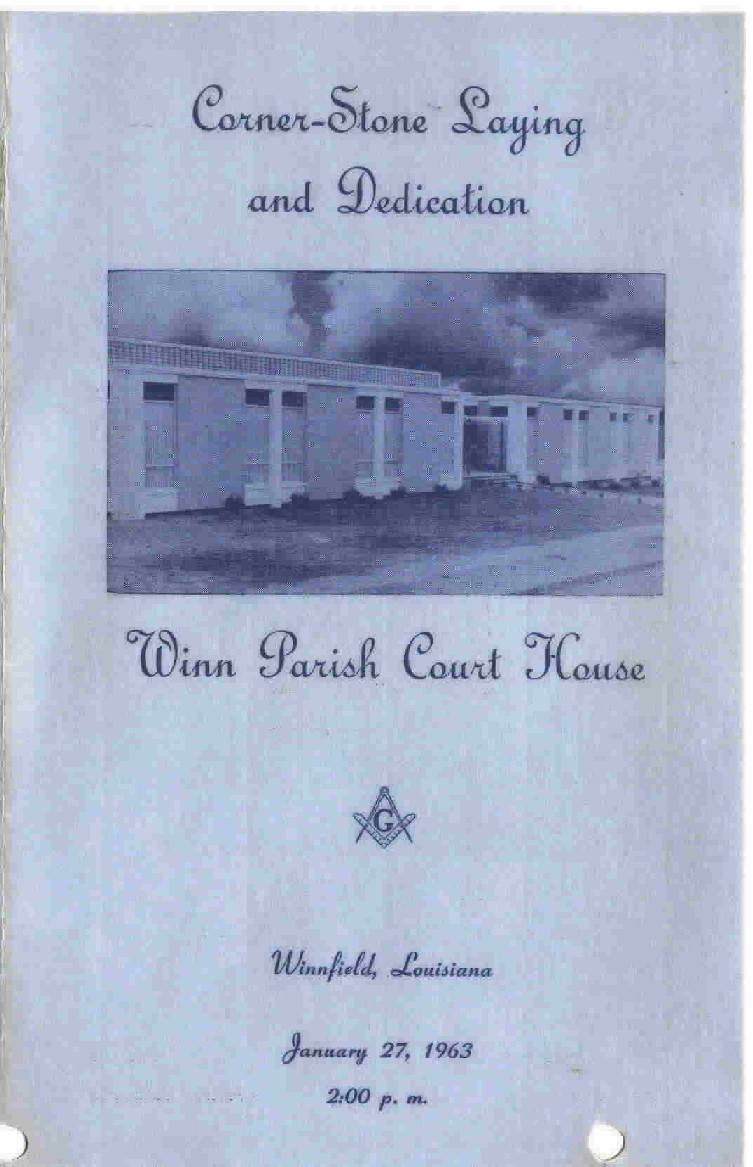 Corner-Stone Laying
and Dedication
Winn Parish Court House
G
Winnfield, Louisiana
January 27, 1963
2:00 p. m.